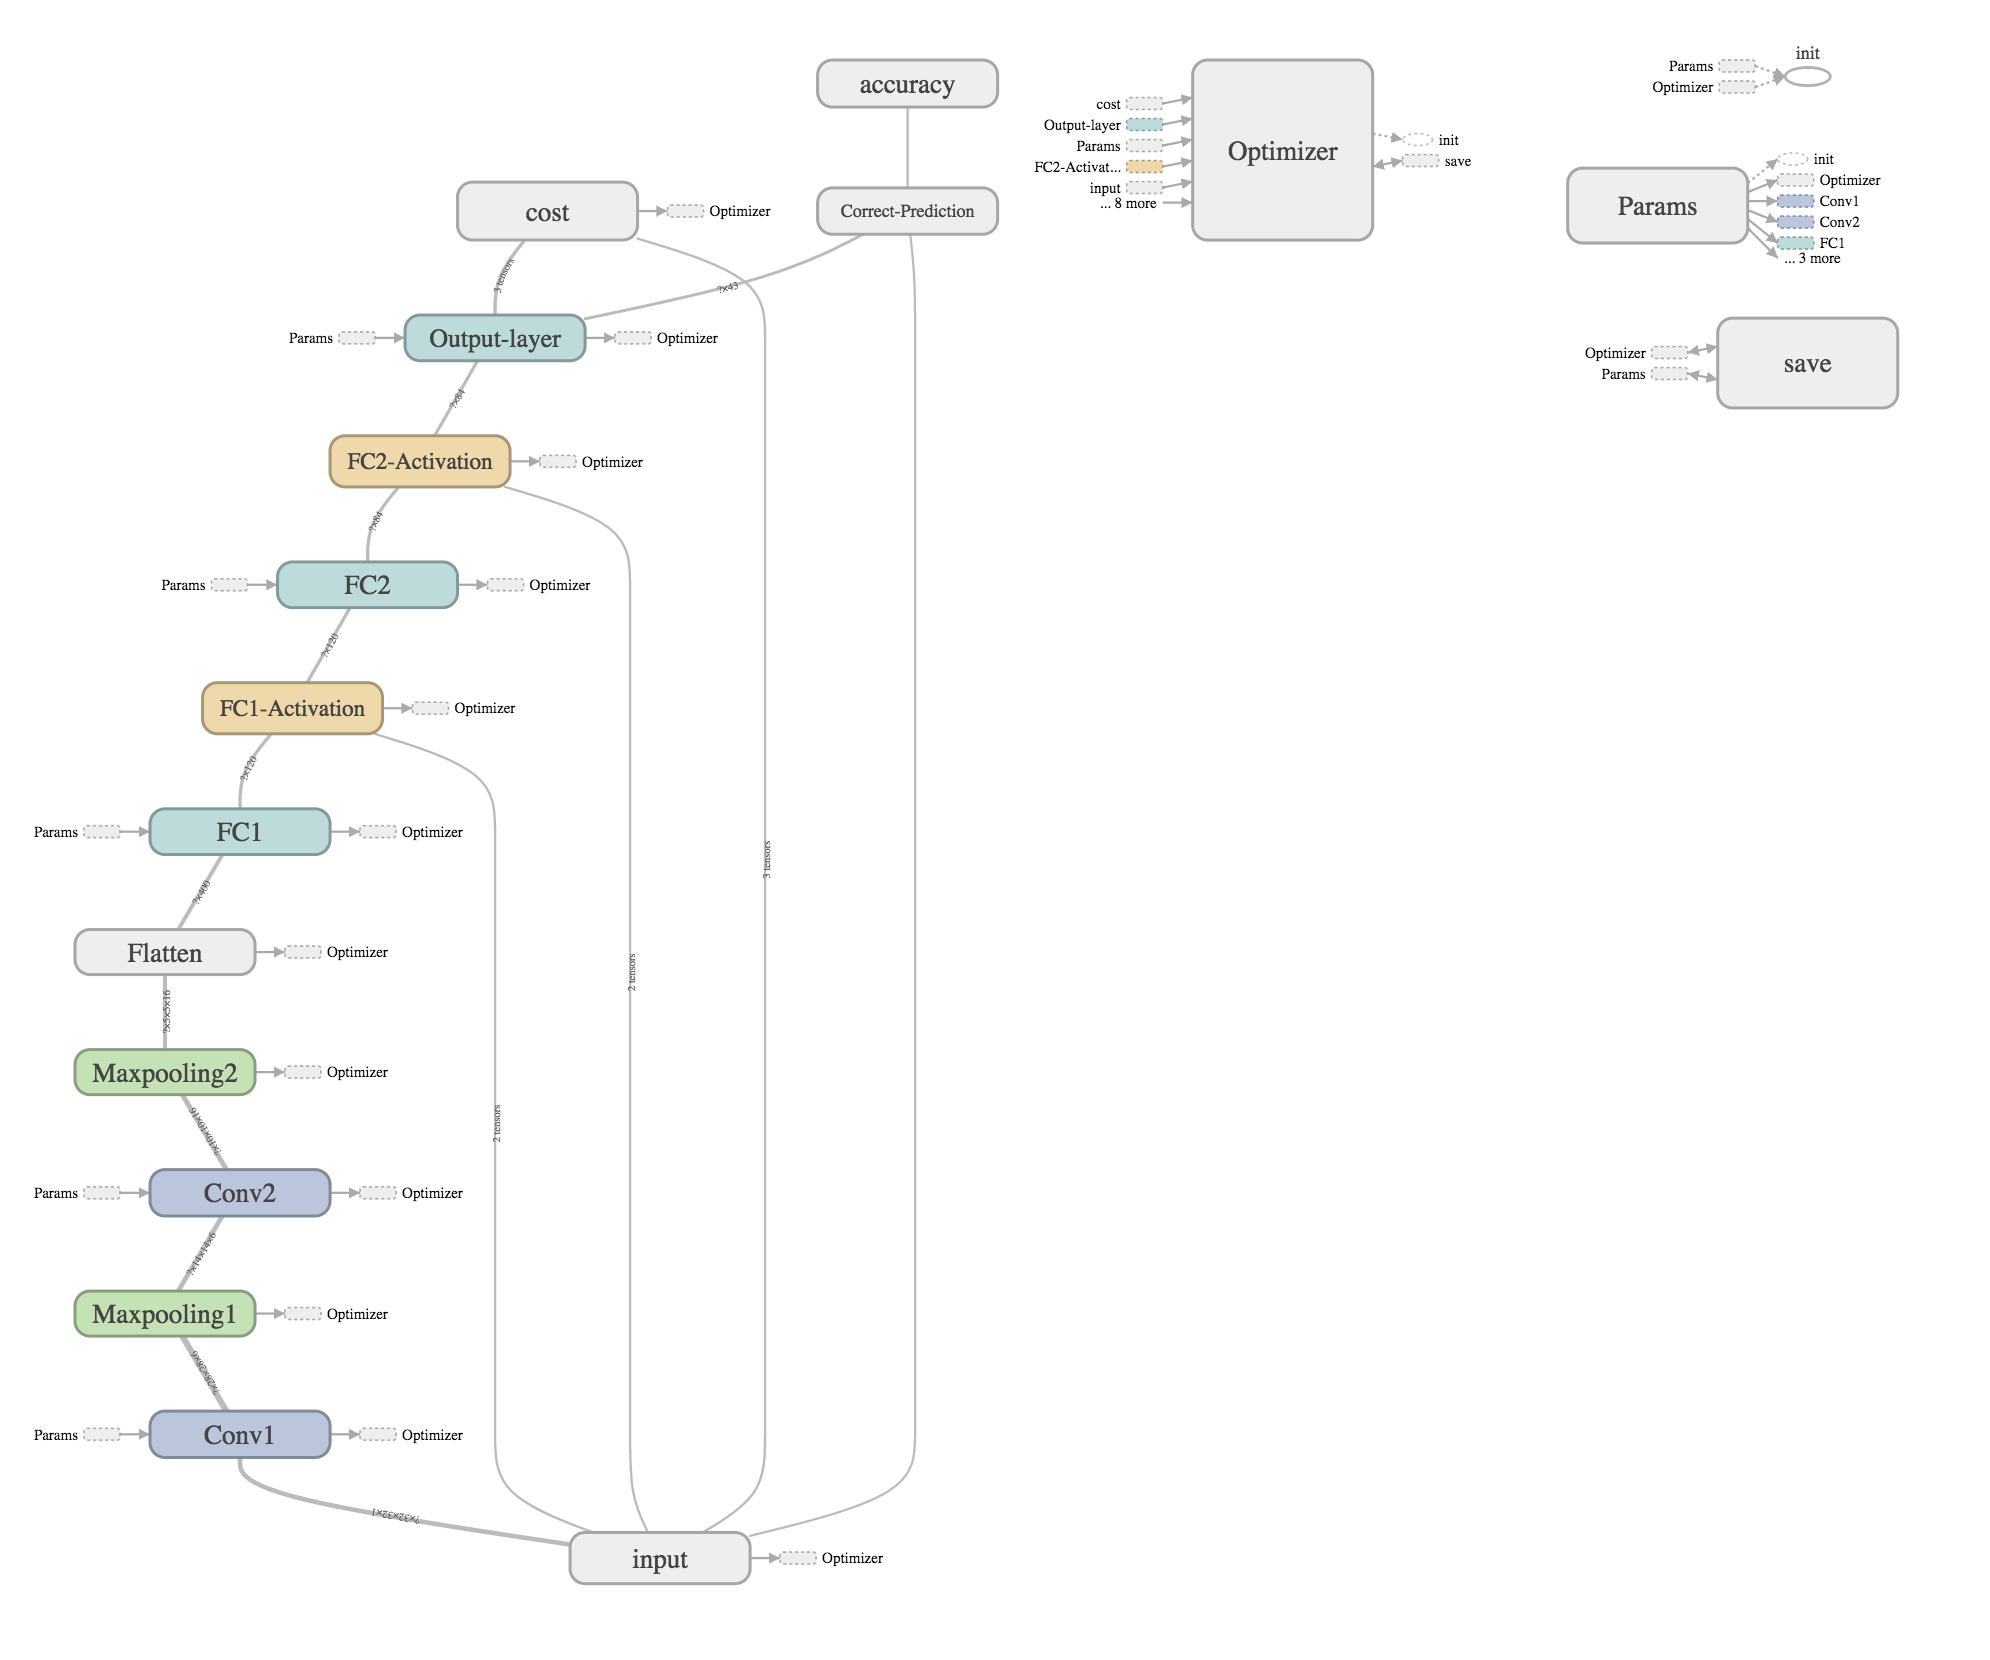 accuracy
cost
Optimizer
Correct-Prediction
3 tensors
?x43
Params
Output-layer
Optimizer
?x84
FC2-Activation
Optimizer
?x84
Params
FC2
Optimizer
?x120
FC1-Activation
Optimizer
?x120
Params
FC1
Optimizer
3 tensors
?x400
Flatten
Optimizer
2 tensors
?x5x5x16
Maxpooling2
Optimizer
2 tensors
?x10x10x16
Params
Conv2
Optimizer
?x14x14x6
Maxpooling1
Optimizer
?x28x28x6
Params
Conv1
Optimizer
?x32x32x1
input
Optimizer
cost
Output-layer
Params
FC2-Activat...
input
... 8 more
Optimizer
init
save
init
Params
Optimizer
Params
init
Optimizer
Conv1
Conv2
FC1
... 3 more
Optimizer
Params
save